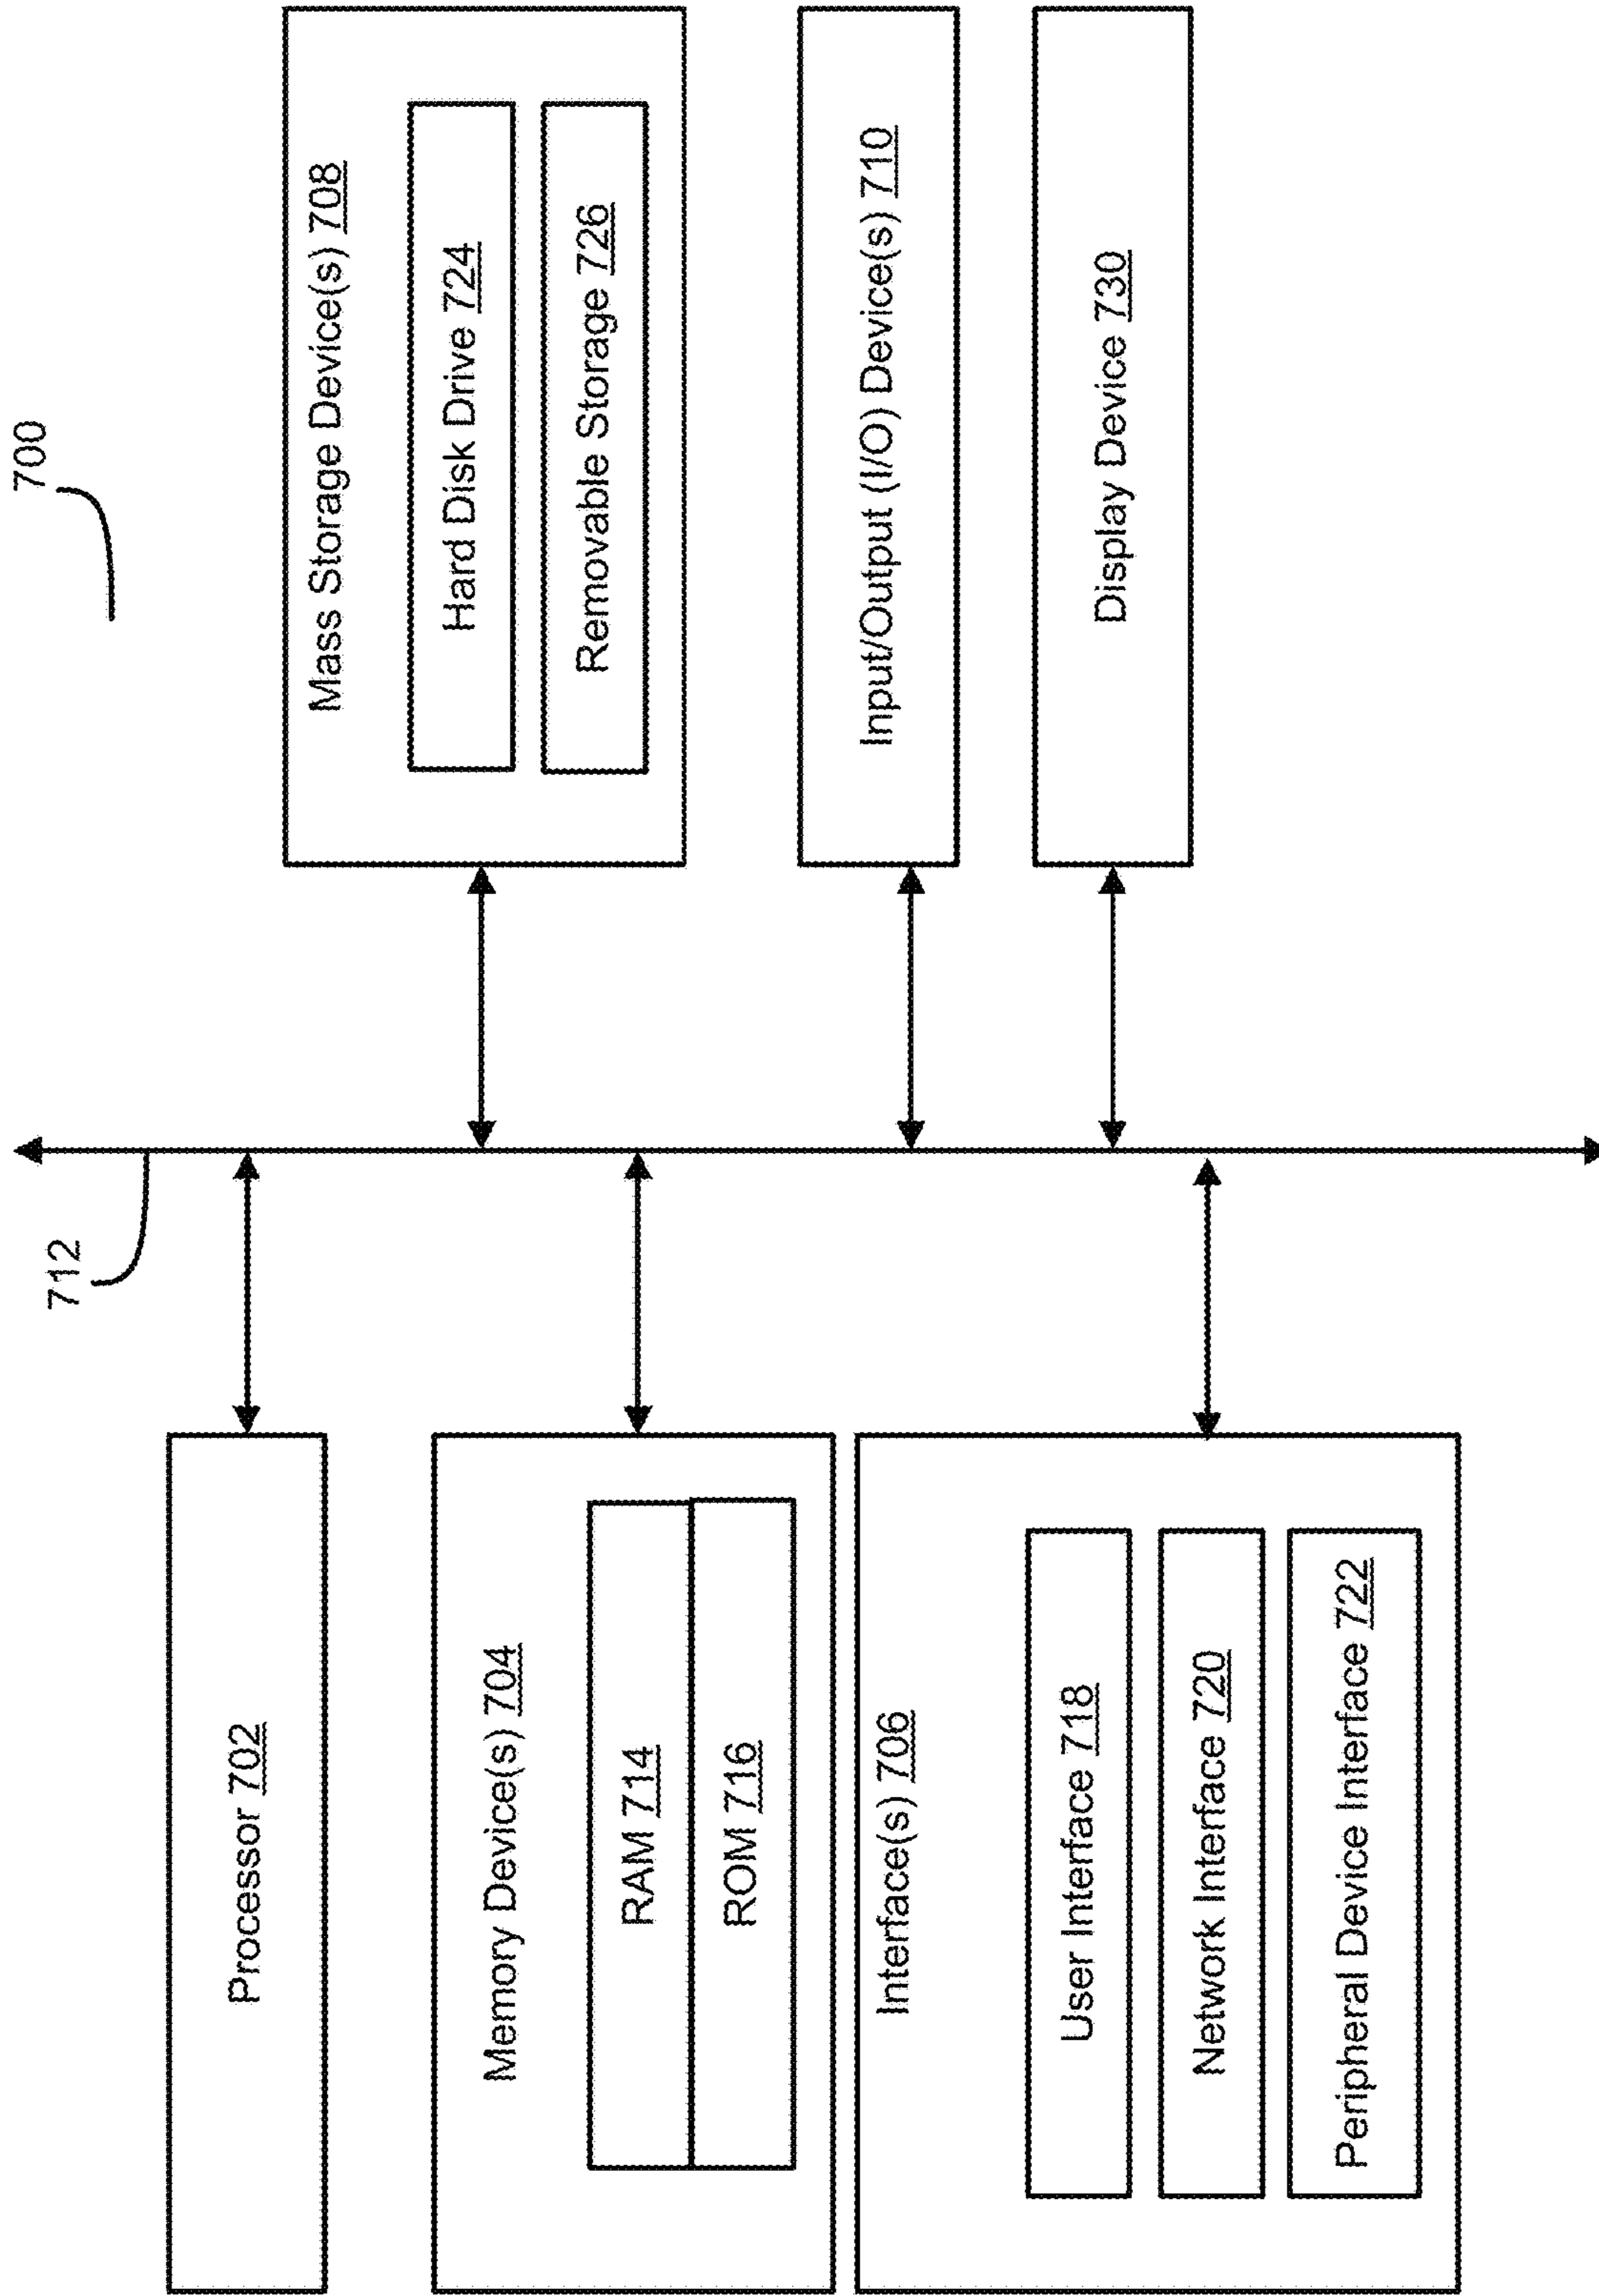 700
712
Processor 702
Memory Device(s) 704
RAM 714
ROM 716
Interface(s) 706
User Interface 718
Network Interface 720
Peripheral Device Interface 722
Mass Storage Device(s) 708
Hard Disk Drive 724
Removable Storage 726
Input/Output (I/O) Device(s) 710
Display Device 730